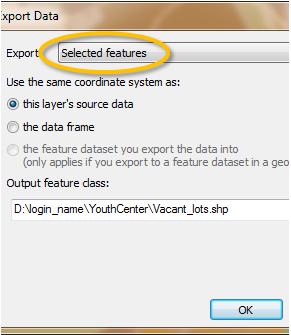 Export Data
Export: Selected features
Use the same coordinate system as:
this layer's source data
the data frame
the feature dataset you export the data into
(only applies if you export to a feature dataset in a geo
Output feature class:
D:\login_name\YouthCenter\Vacant_lots.shp
OK